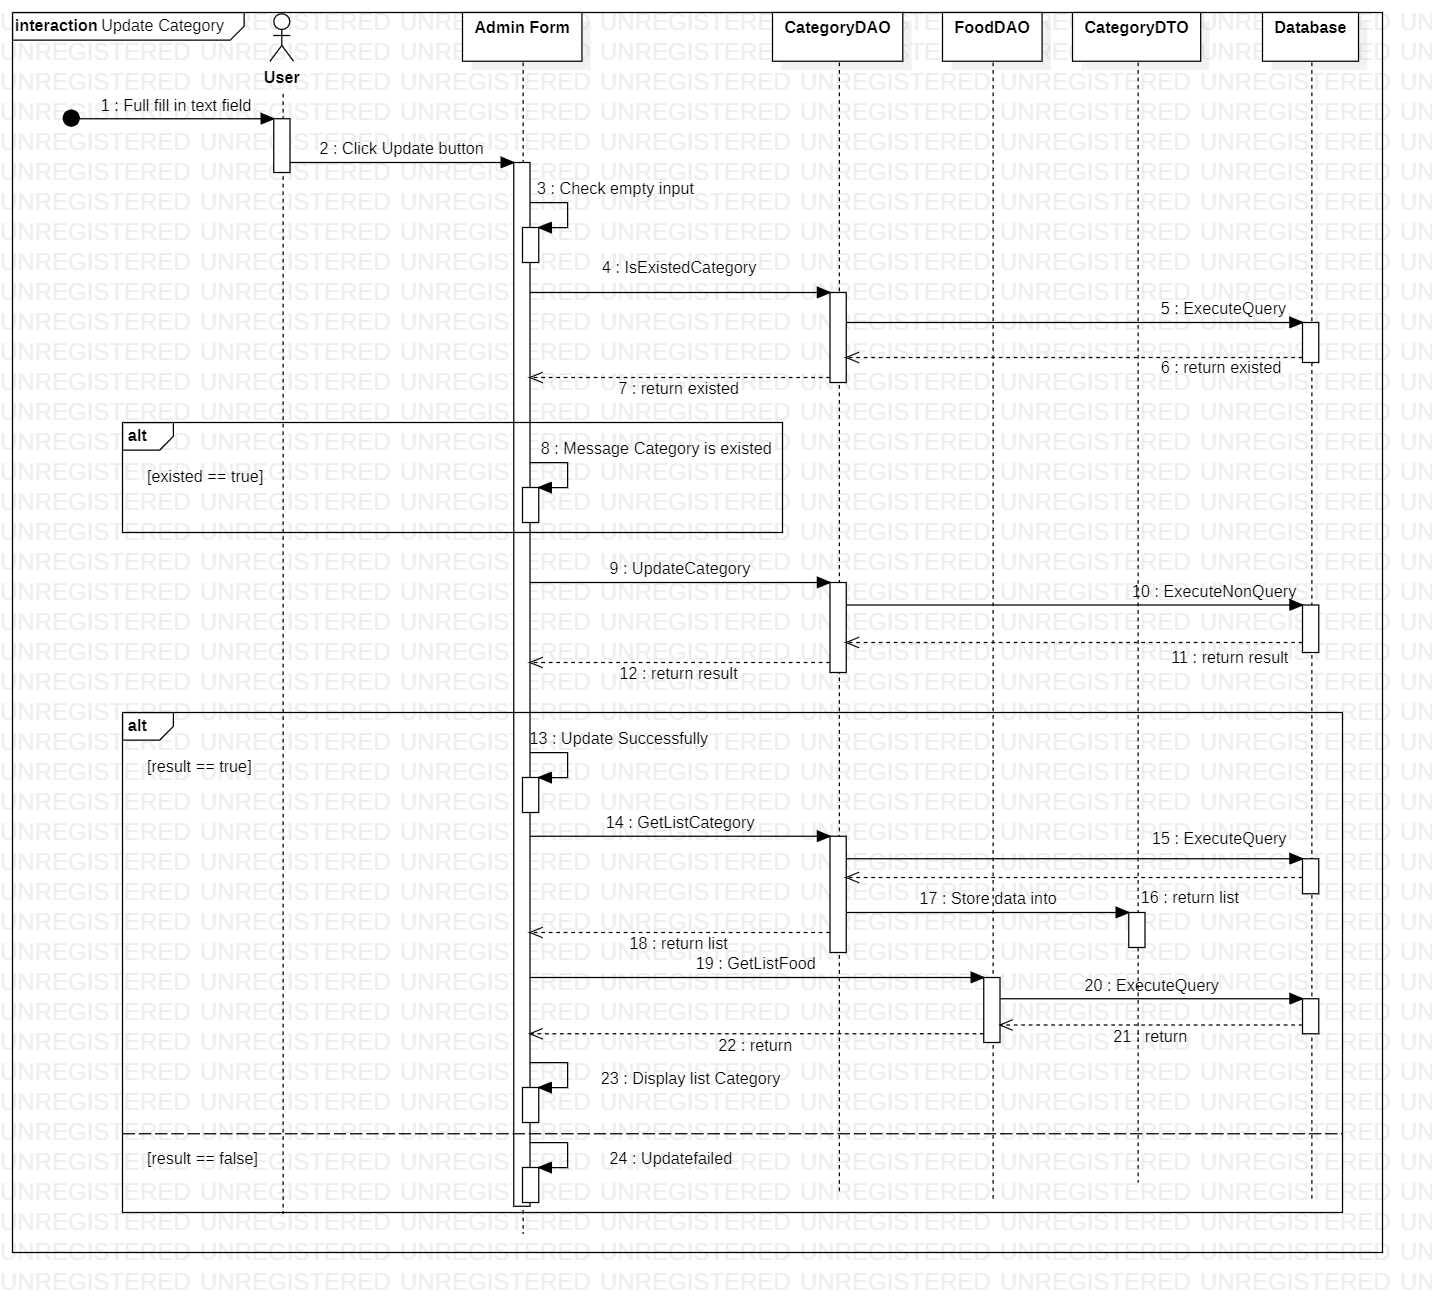 interaction Update Category
User
Admin Form
CategoryDAO
FoodDAO
CategoryDTO
Database
1 : Full fill in text field
2 : Click Update button
3 : Check empty input
4 : IsExistedCategory
5 : ExecuteQuery
6 : return existed
7 : return existed
alt
8 : Message Category is existed
[existed == true]
9 : UpdateCategory
10 : ExecuteNonQuery
11 : return result
12 : return result
alt
13 : Update Successfully
[result == true]
14 : GetListCategory
15 : ExecuteQuery
17 : Store data into
16 : return list
18 : return list
19 : GetListFood
20 : ExecuteQuery
21 : return
22 : return
23 : Display list Category
[result == false]
24 : Updatefailed
UNREGISTERED